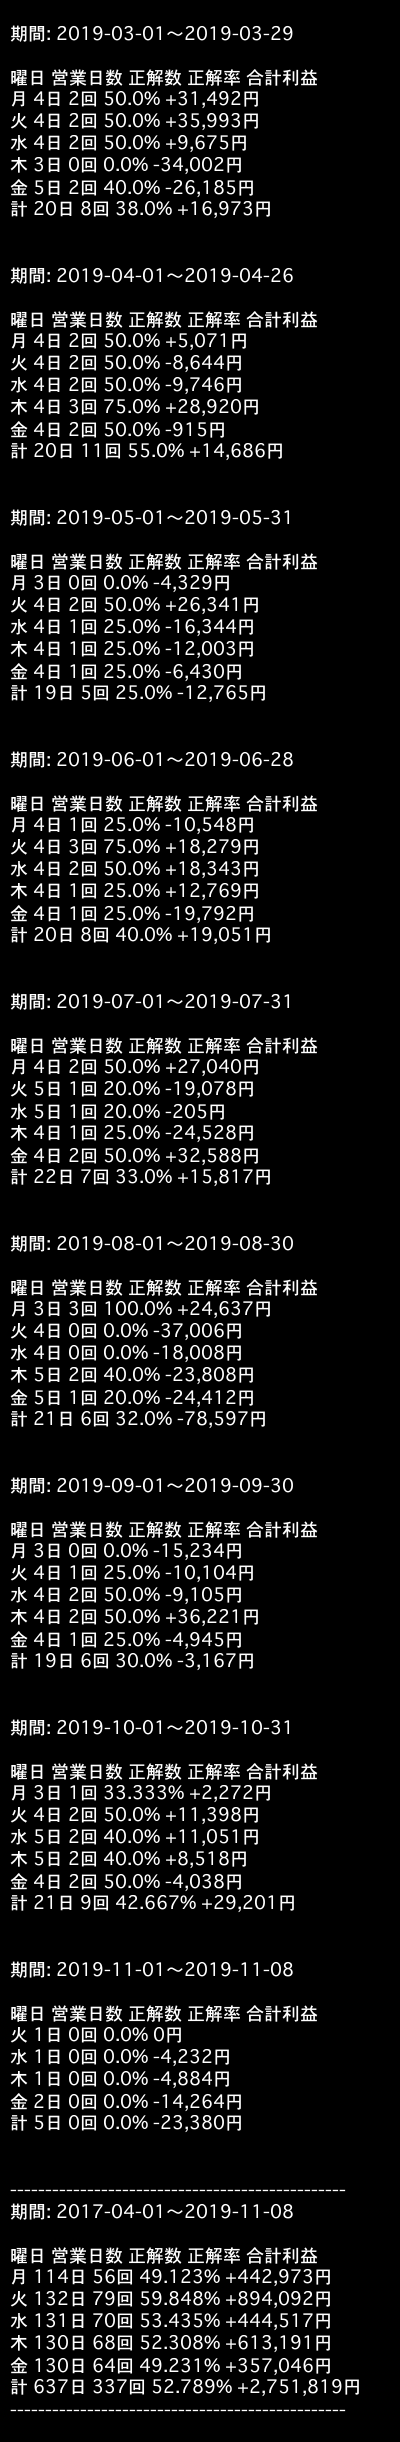 期間: 2019-03-01〜2019-03-29
曜日 営業日数 正解数 正解率 合計利益
月 4日 2回 50.0% +31,492円
火 4日 2回 50.0% +35,993円
水 4日 2回 50.0% +9,675円
木 3日 0回 0.0% -34,002円
金 5日 2回 40.0% -26,185円
計 20日 8回 38.0% +16,973円
期間: 2019-04-01〜2019-04-26
曜日 営業日数 正解数 正解率 合計利益
月 4日 2回 50.0% +5,071円
火 4日 2回 50.0% -8,644円
水 4日 2回 50.0% -9,746円
木 4日 3回 75.0% +28,920円
金 4日 2回 50.0% -915円
計 20日 11回 55.0% +14,686円
期間: 2019-05-01〜2019-05-31
曜日 営業日数 正解数 正解率 合計利益
月 3日 0回 0.0% -4,329円
火 4日 2回 50.0% +26,341円
水 4日 1回 25.0% -16,344円
木 4日 1回 25.0% -12,003円
金 4日 1回 25.0% -6,430円
計 19日 5回 25.0% -12,765円
期間: 2019-06-01〜2019-06-28
曜日 営業日数 正解数 正解率 合計利益
月 4日 1回 25.0% -10,548円
火 4日 3回 75.0% +18,279円
水 4日 2回 50.0% +18,343円
木 4日 1回 25.0% +12,769円
金 4日 1回 25.0% -19,792円
計 20日 8回 40.0% +19,051円
期間: 2019-07-01〜2019-07-31
曜日 営業日数 正解数 正解率 合計利益
月 4日 2回 50.0% +27,040円
火 5日 1回 20.0% -19,078円
水 5日 1回 20.0% -205円
木 4日 1回 25.0% -24,528円
金 4日 2回 50.0% +32,588円
計 22日 7回 33.0% +15,817円
期間: 2019-08-01〜2019-08-30
曜日 営業日数 正解数 正解率 合計利益
月 3日 3回 100.0% +24,637円
火 4日 0回 0.0% -37,006円
水 4日 0回 0.0% -18,008円
木 5日 2回 40.0% -23,808円
金 5日 1回 20.0% -24,412円
計 21日 6回 32.0% -78,597円
期間: 2019-09-01〜2019-09-30
曜日 営業日数 正解数 正解率 合計利益
月 3日 0回 0.0% -15,234円
火 4日 1回 25.0% -10,104円
水 4日 2回 50.0% -9,105円
木 4日 2回 50.0% +36,221円
金 4日 1回 25.0% -4,945円
計 19日 6回 30.0% -3,167円
期間: 2019-10-01〜2019-10-31
曜日 営業日数 正解数 正解率 合計利益
月 3日 1回 33.333% +2,272円
火 4日 2回 50.0% +11,398円
水 5日 2回 40.0% +11,051円
木 5日 2回 40.0% +8,518円
金 4日 2回 50.0% -4,038円
計 21日 9回 42.667% +29,201円
期間: 2019-11-01〜2019-11-08
曜日 営業日数 正解数 正解率 合計利益
火 1日 0回 0.0% 0円
水 1日 0回 0.0% -4,232円
木 1日 0回 0.0% -4,884円
金 2日 0回 0.0% -14,264円
計 5日 0回 0.0% -23,380円
------------------------------------------------
期間: 2017-04-01〜2019-11-08
曜日 営業日数 正解数 正解率 合計利益
月 114日 56回 49.123% +442,973円
火 132日 79回 59.848% +894,092円
水 131日 70回 53.435% +444,517円
木 130日 68回 52.308% +613,191円
金 130日 64回 49.231% +357,046円
計 637日 337回 52.789% +2,751,819円
------------------------------------------------